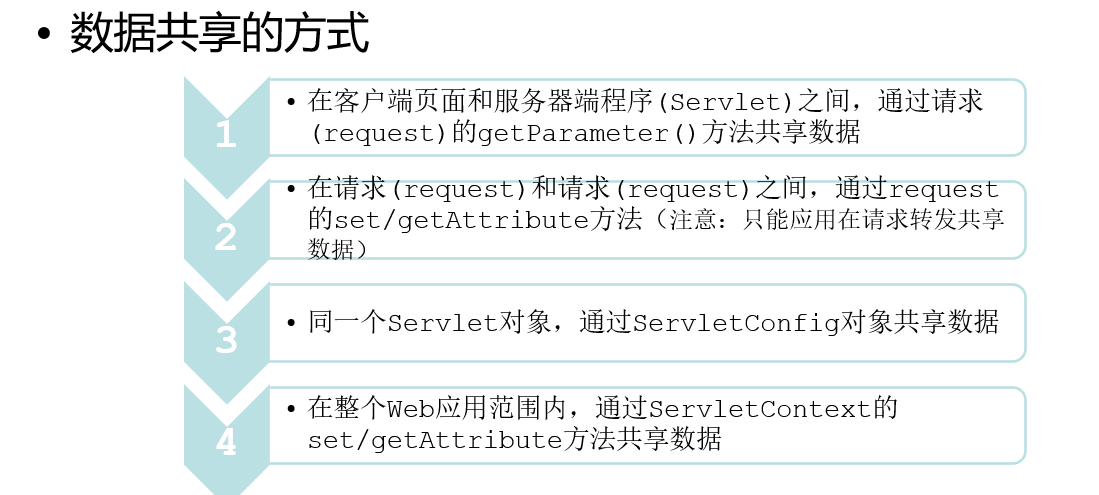 • 数据共享的方式
1
• 在客户端页面和服务器端程序(Servlet)之间，通过请求
(request)的getParameter()方法共享数据
2
• 在请求(request)和请求(request)之间，通过request
的set/getAttribute方法（注意：只能应用在请求转发共享
数据）
3
• 同一个Servlet对象，通过ServletConfig对象共享数据
4
• 在整个Web应用范围内，通过ServletContext的
set/getAttribute方法共享数据